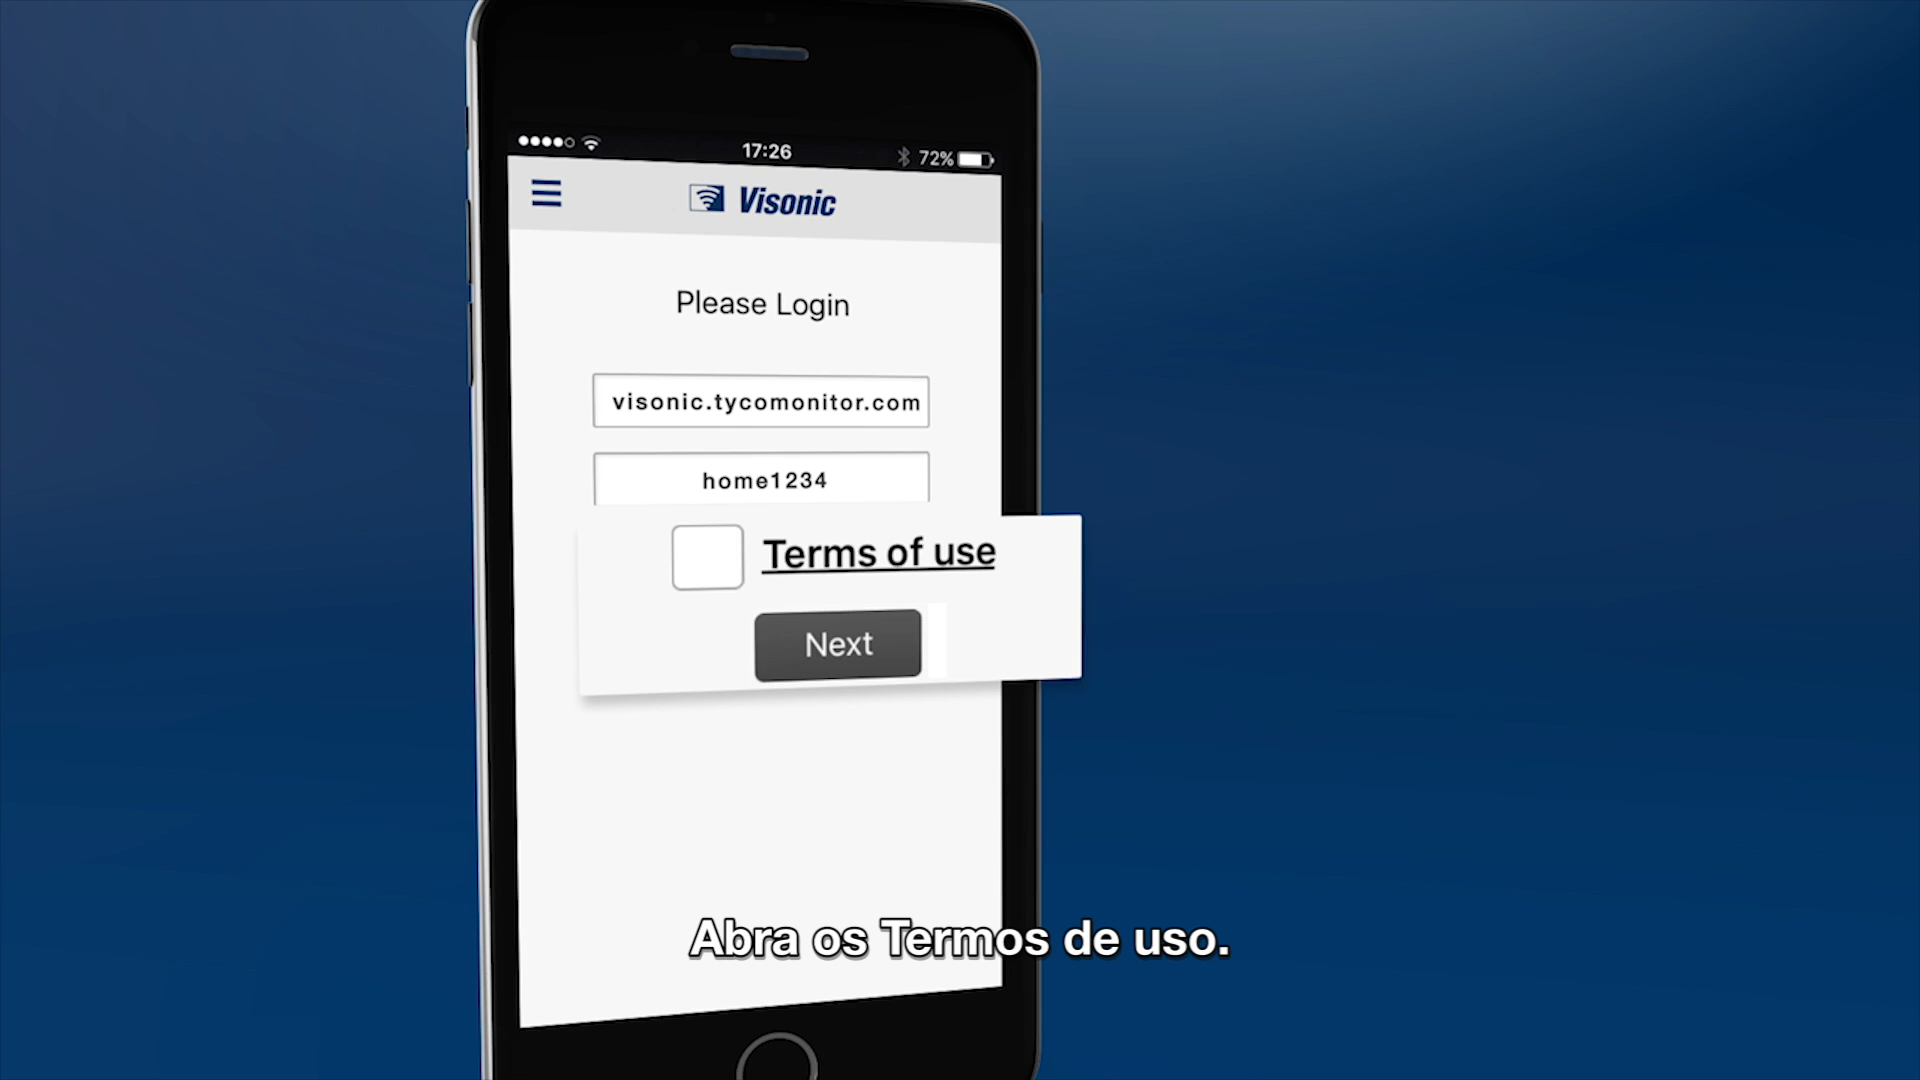 17:26
72%
Visonic
Please Login
visonic.tycomonitor.com
home1234
Terms of use
Next
Abra os Termos de uso.